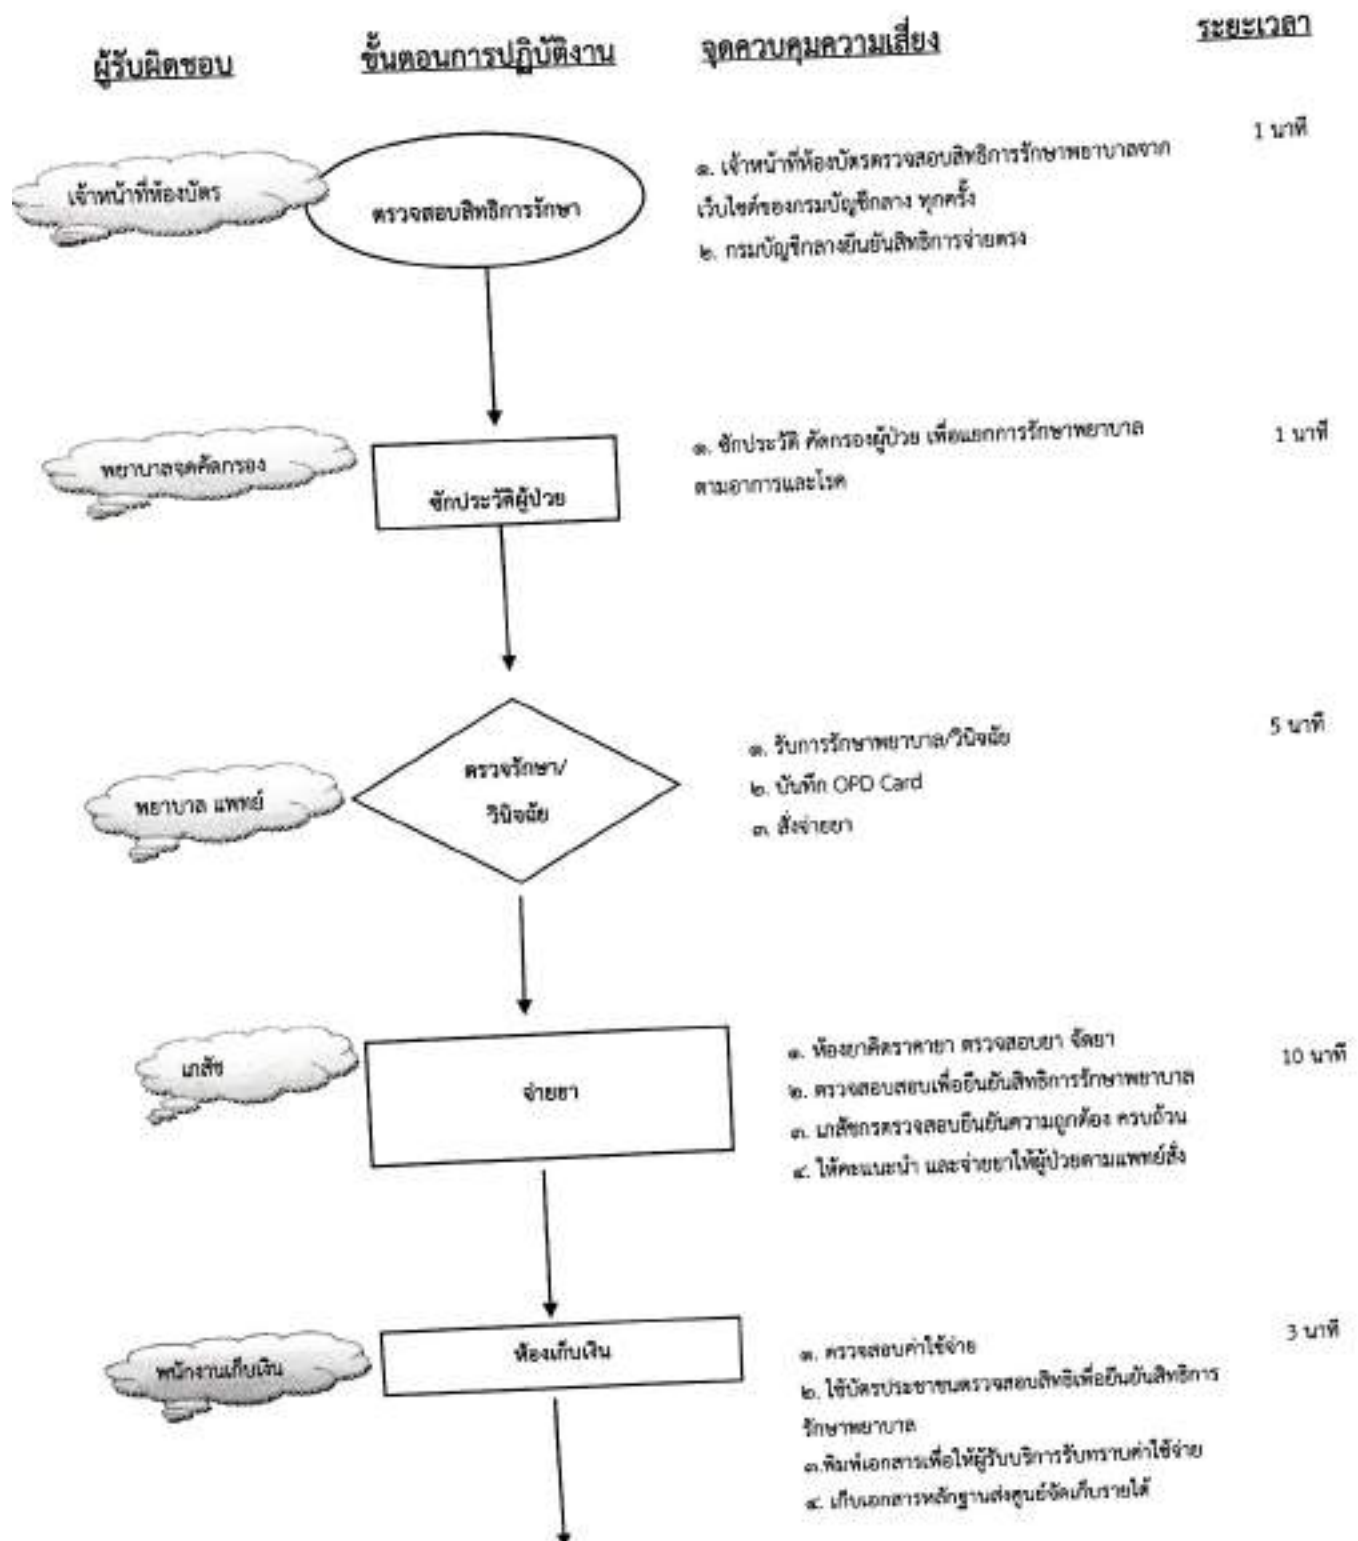 ผู้รับผิดชอบ ขั้นตอนการปฏิบัติงาน จุดควบคุมความเสี่ยง ระยะเวลา
เจ้าหน้าที่ห้องบัตร
ตรวจสอบสิทธิการรักษา
๑. เจ้าหน้าที่ห้องบัตรตรวจสอบสิทธิการรักษาพยาบาลจาก
เว็บไซต์ของกรมบัญชีกลาง ทุกครั้ง
๒. กรมบัญชีกลางยืนยันสิทธิการจ่ายตรง
1 นาที
พยาบาลจุดคัดกรอง
ซักประวัติผู้ป่วย
๑. ซักประวัติ คัดกรองผู้ป่วย เพื่อแยกการรักษาพยาบาล
ตามอาการและโรค
1 นาที
พยาบาล แพทย์
ตรวจรักษา/
วินิจฉัย
๑. รับการรักษาพยาบาล/วินิจฉัย
๒. บันทึก OPD Card
๓. สั่งจ่ายยา
5 นาที
เภสัช
จ่ายยา
๑. ห้องยาคิดราคายา ตรวจสอบยา จัดยา
๒. ตรวจสอบสอบเพื่อยืนยันสิทธิการรักษาพยาบาล
๓. เภสัชกรตรวจสอบยืนยันความถูกต้อง ครบถ้วน
๔. ให้คะแนะนำ และจ่ายยาให้ผู้ป่วยตามแพทย์สั่ง
10 นาที
พนักงานเก็บเงิน
ห้องเก็บเงิน
๑. ตรวจสอบค่าใช้จ่าย
๒. ใช้บัตรประชาชนตรวจสอบสิทธิเพื่อยืนยันสิทธิการ
รักษาพยาบาล
๓.พิมพ์เอกสารเพื่อให้ผู้รับบริการรับทราบค่าใช้จ่าย
๔. เก็บเอกสารหลักฐานส่งศูนย์จัดเก็บรายได้
3 นาที